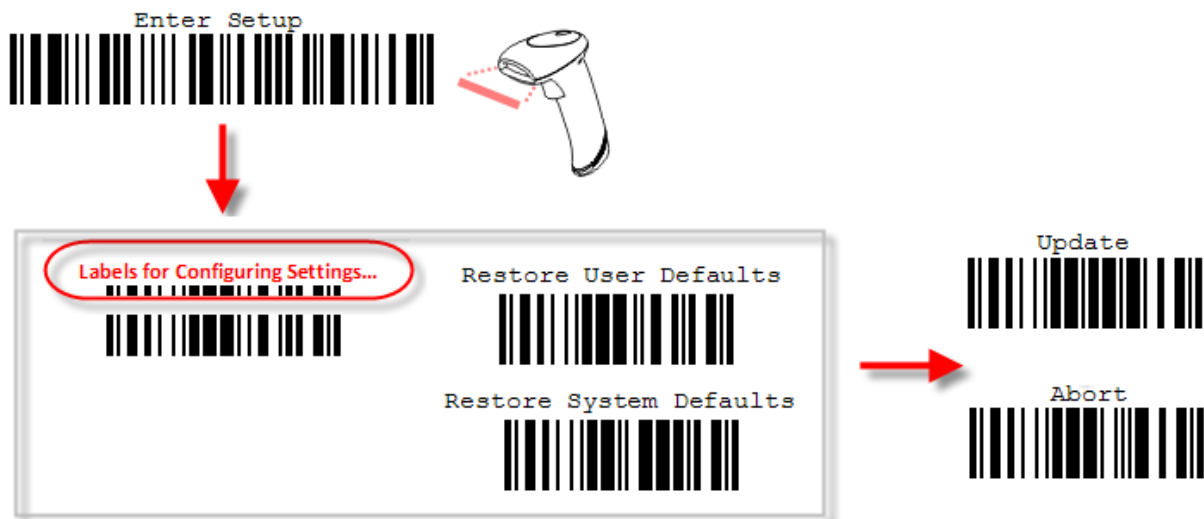 Enter Setup
Labels for Configuring Settings...
Restore User Defaults
Restore System Defaults
Update
Abort